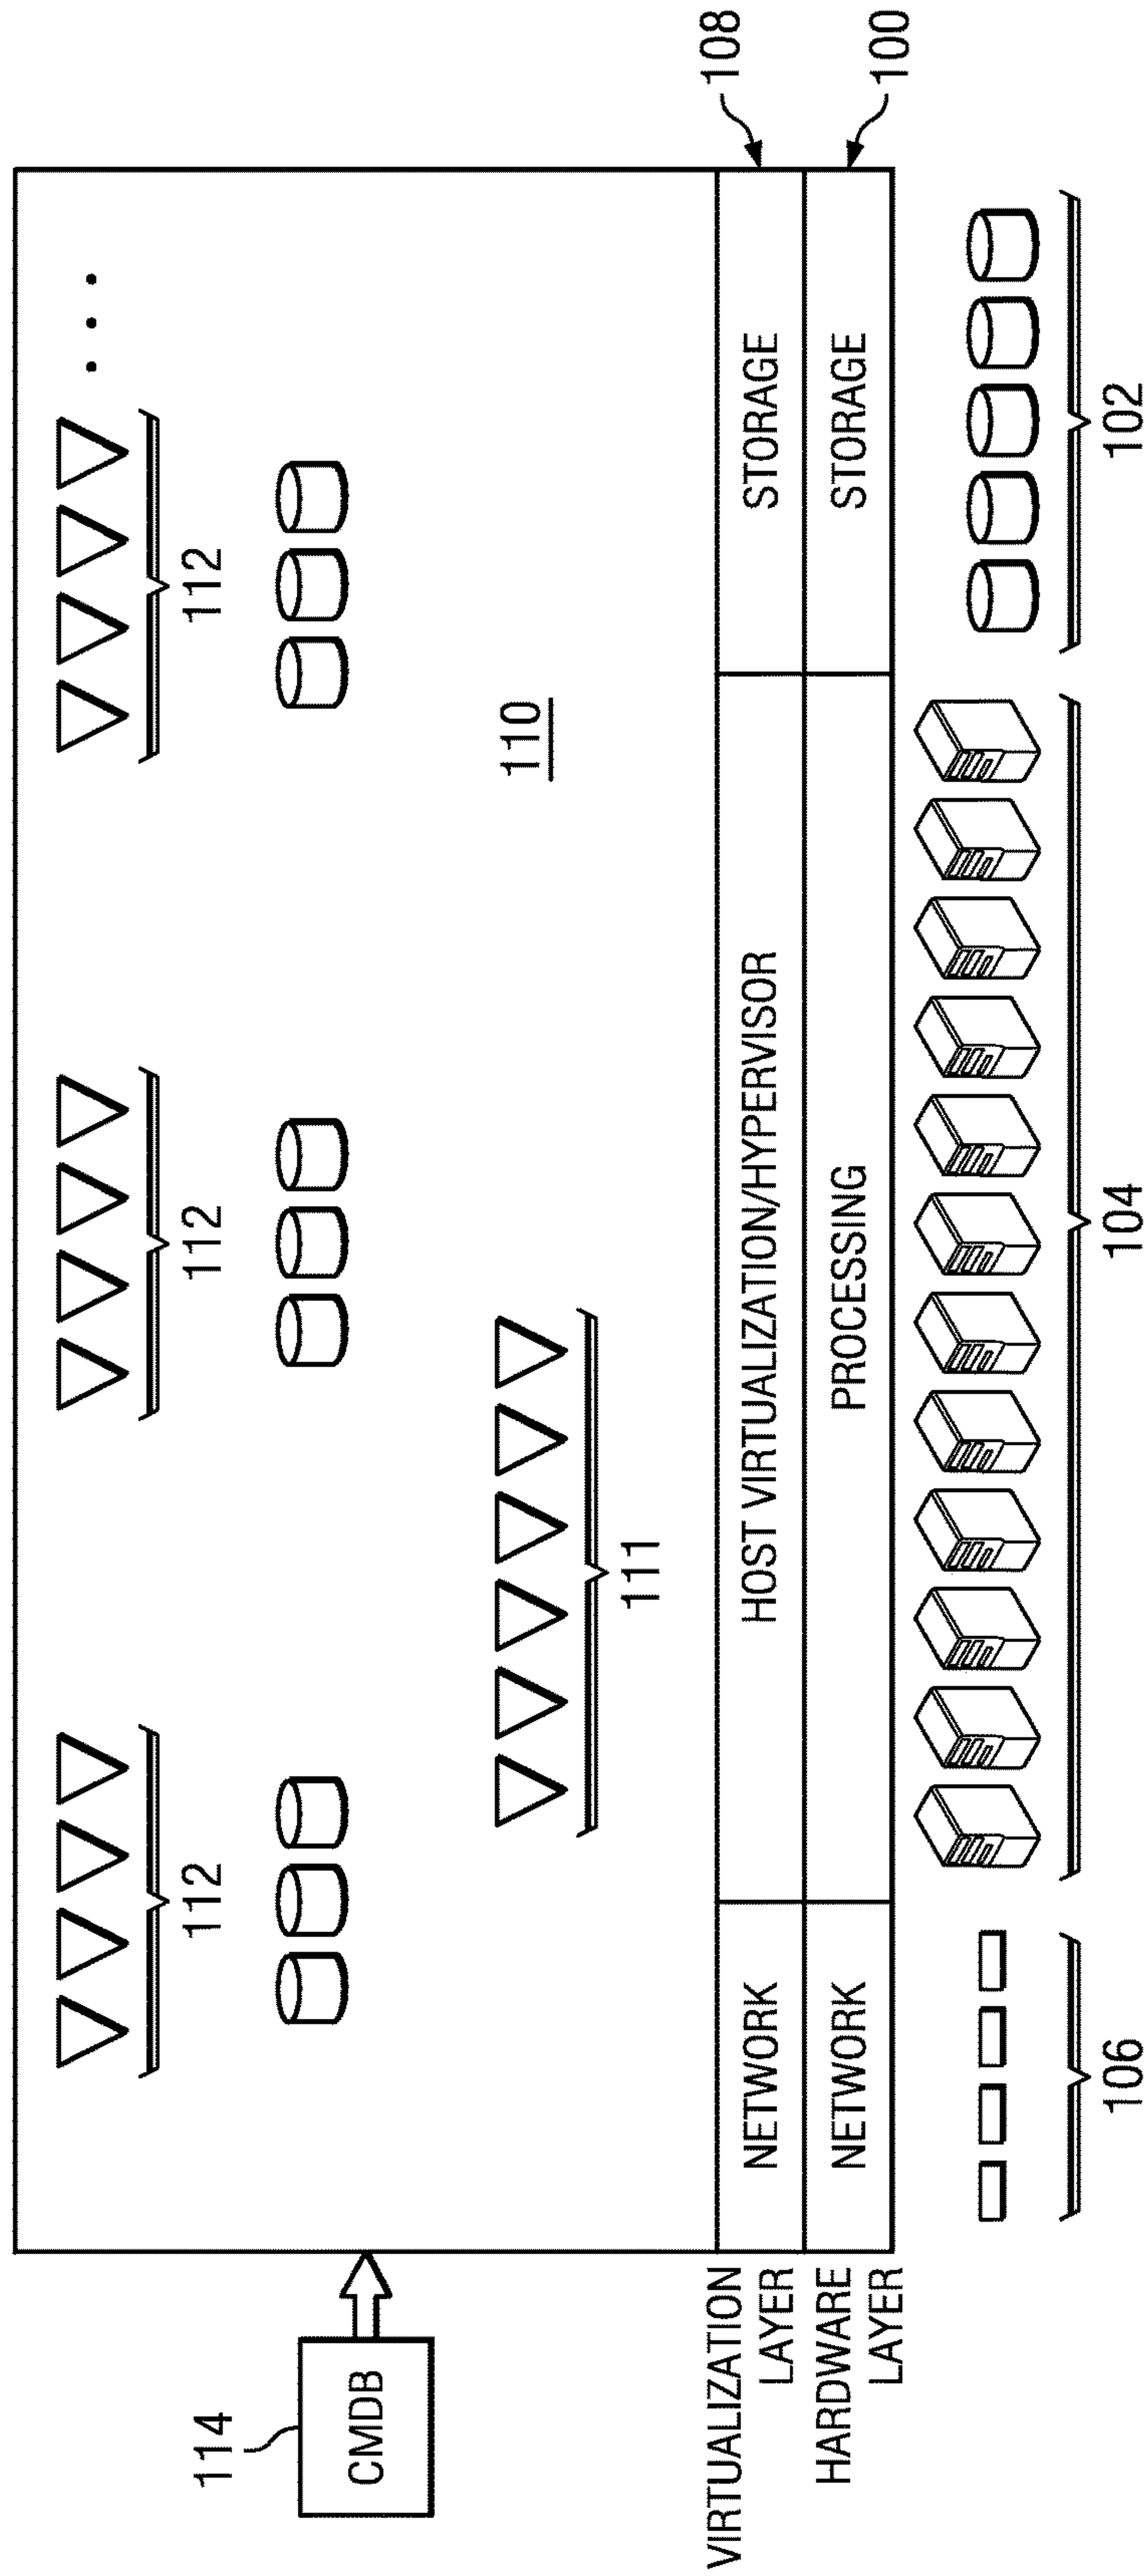 112
112
112
. . .
114
CMDB
110
111
VIRTUALIZATION
LAYER
NETWORK
HOST VIRTUALIZATION/HYPERVISOR
STORAGE
108
HARDWARE
LAYER
NETWORK
PROCESSING
STORAGE
100
106
104
102